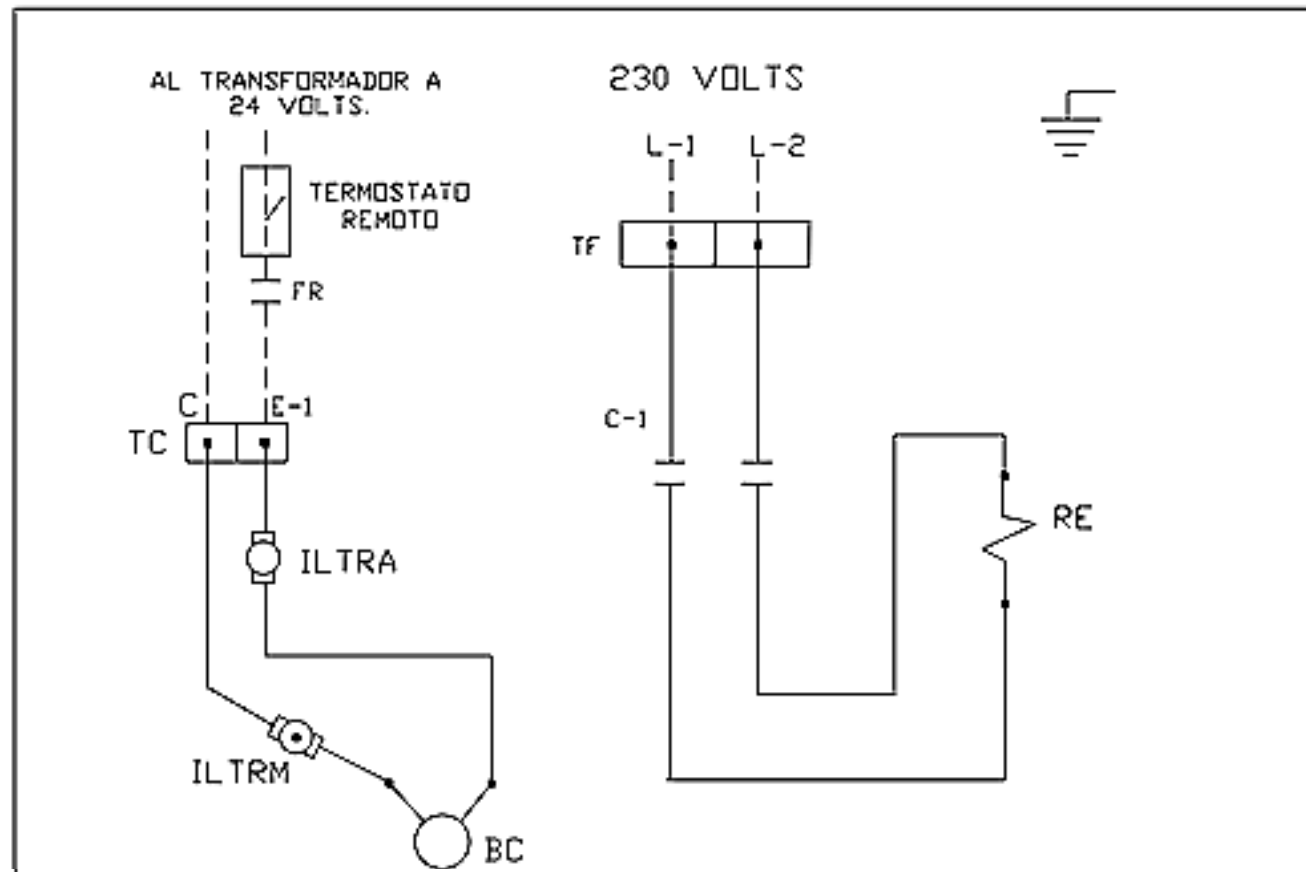 AL TRANSFORMADOR A
24 VOLTS.
230 VOLTS
L-1 L-2
TERMOSTATO
REMOTO
TF
FR
C E-1
C-1
TC
RE
ILTRA
ILTRM
BC